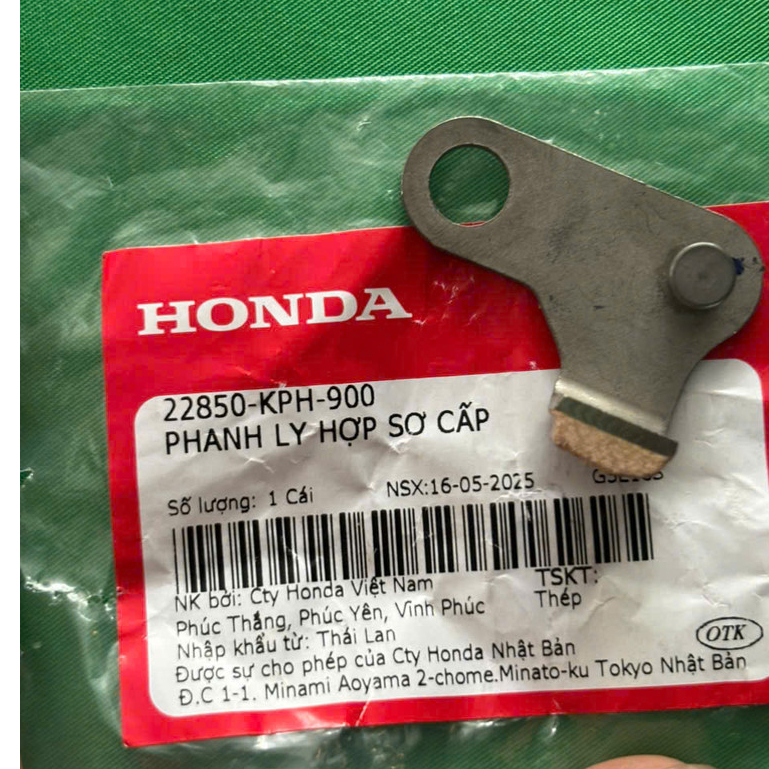 HONDA
22850-KPH-900
PHANH LY HỢP SƠ CẤP
Số lượng: 1 Cái NSX:16-05-2025
NK bởi: Cty Honda Việt Nam TSKT:
Phúc Thắng, Phúc Yên, Vĩnh Phúc Thép
Nhập khẩu từ: Thái Lan
Được sự cho phép của Cty Honda Nhật Bản OTK
Đ.C 1-1. Minami Aoyama 2-chome.Minato-ku Tokyo Nhật Bản